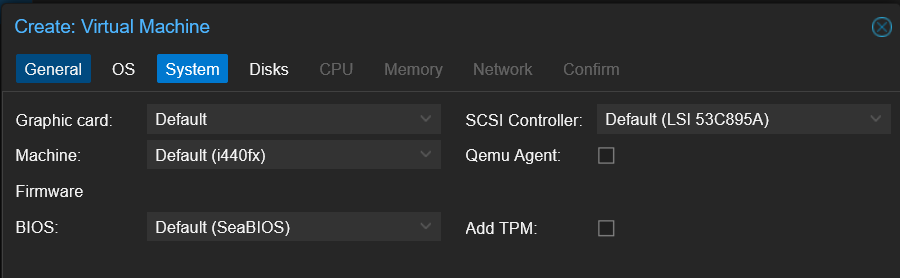 Create: Virtual Machine
General OS System Disks CPU Memory Network Confirm
Graphic card: Default SCSI Controller: Default (LSI 53C895A)
Machine: Default (i440fx) Qemu Agent:
Firmware
BIOS: Default (SeaBIOS) Add TPM: